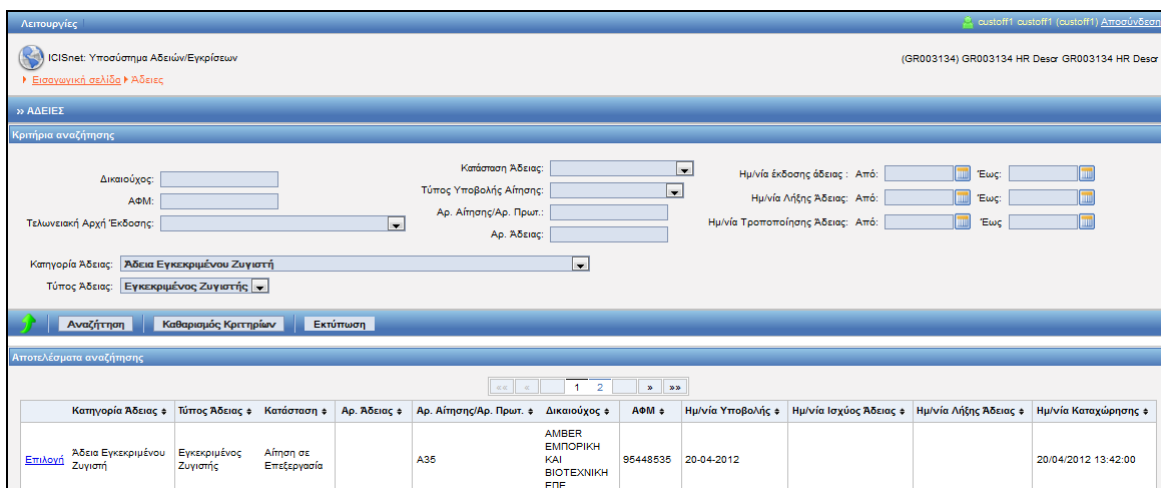 Λειτουργίες
custoff1 custoff1 (custoff1) Αποσύνδεση
ICISnet: Υποσύστημα Αδειών/Εγκρίσεων
(GR003134) GR003134 HR Descr GR003134 HR Descr
Εισαγωγική σελίδα Άδειες
» ΑΔΕΙΕΣ
Κριτήρια αναζήτησης
Δικαιούχος:
ΑΦΜ:
Τελωνειακή Αρχή Έκδοσης:
Κατάσταση Άδειας:
Τύπος Υποβολής Αίτησης:
Αρ. Αίτησης/Αρ. Πρωτ.:
Αρ. Άδειας:
Ημ/νία έκδοσης άδειας : Από: Έως:
Ημ/νία Λήξης Άδειας: Από: Έως:
Ημ/νία Τροποποίησης Άδειας: Από: Έως
Κατηγορία Άδειας: Άδεια Εγκεκριμένου Ζυγιστή
Τύπος Άδειας: Εγκεκριμένος Ζυγιστής
Αναζήτηση Καθαρισμός Κριτηρίων Εκτύπωση
Αποτελέσματα αναζήτησης
«« « 1 2 » »»
Κατηγορία Άδειας Τύπος Άδειας Κατάσταση Αρ. Άδειας Αρ. Αίτησης/Αρ. Πρωτ. Δικαιούχος ΑΦΜ Ημ/νία Υποβολής Ημ/νία Ισχύος Άδειας Ημ/νία Λήξης Άδειας Ημ/νία Καταχώρησης
Επιλογή
Άδεια Εγκεκριμένου
Ζυγιστή
Εγκεκριμένος
Ζυγιστής
Αίτηση σε
Επεξεργασία
A35
AMBER
ΕΜΠΟΡΙΚΗ
ΚΑΙ
ΒΙΟΤΕΧΝΙΚΗ
ΕΠΕ
95448535
20-04-2012
20/04/2012 13:42:00